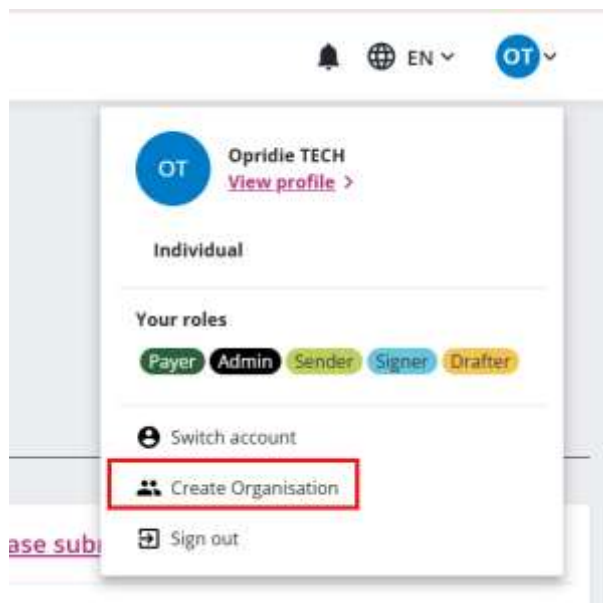 EN
OT
OT
Opridie TECH
View profile >
Individual
Your roles
Payer Admin Sender Signer Drafter
Switch account
Create Organisation
ase sub
Sign out